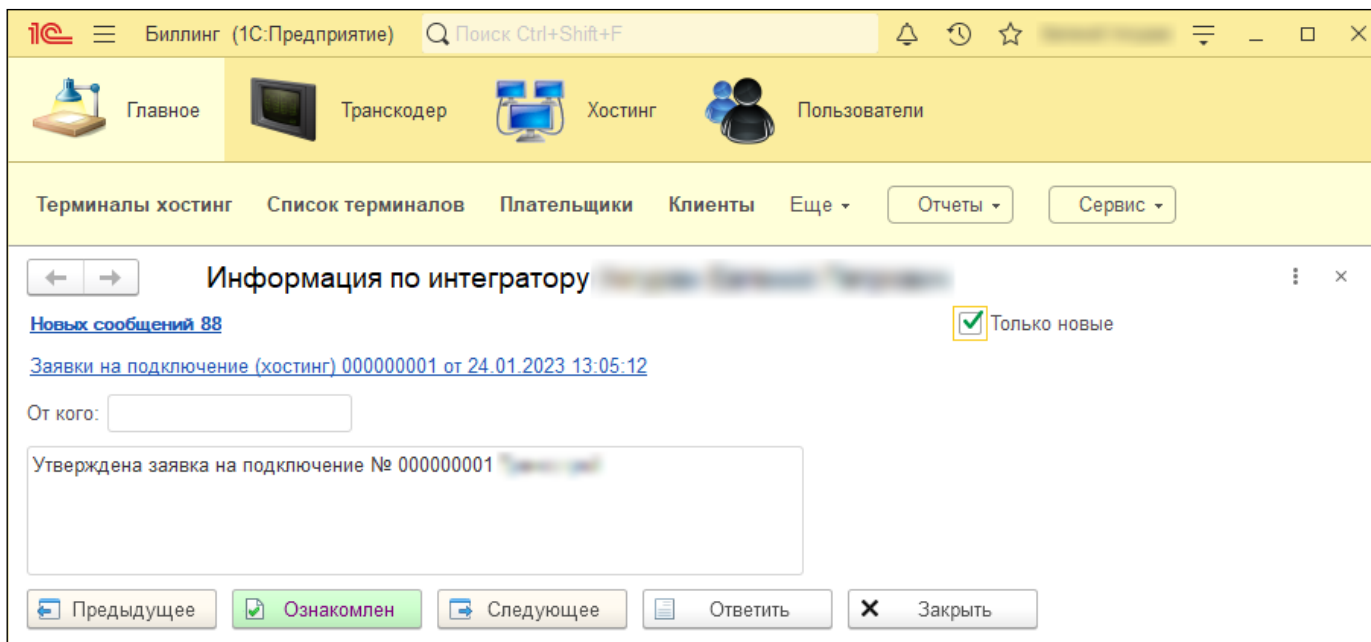 1С Биллинг (1С:Предприятие) Поиск Ctrl+Shift+F
Главное Транскодер Хостинг Пользователи
Терминалы хостинг Список терминалов Плательщики Клиенты Еще Отчеты Сервис
Информация по интегратору
Новых сообщений 88 Только новые
Заявки на подключение (хостинг) 000000001 от 24.01.2023 13:05:12
От кого:
Утверждена заявка на подключение № 000000001
Предыдущее Ознакомлен Следующее Ответить Закрыть